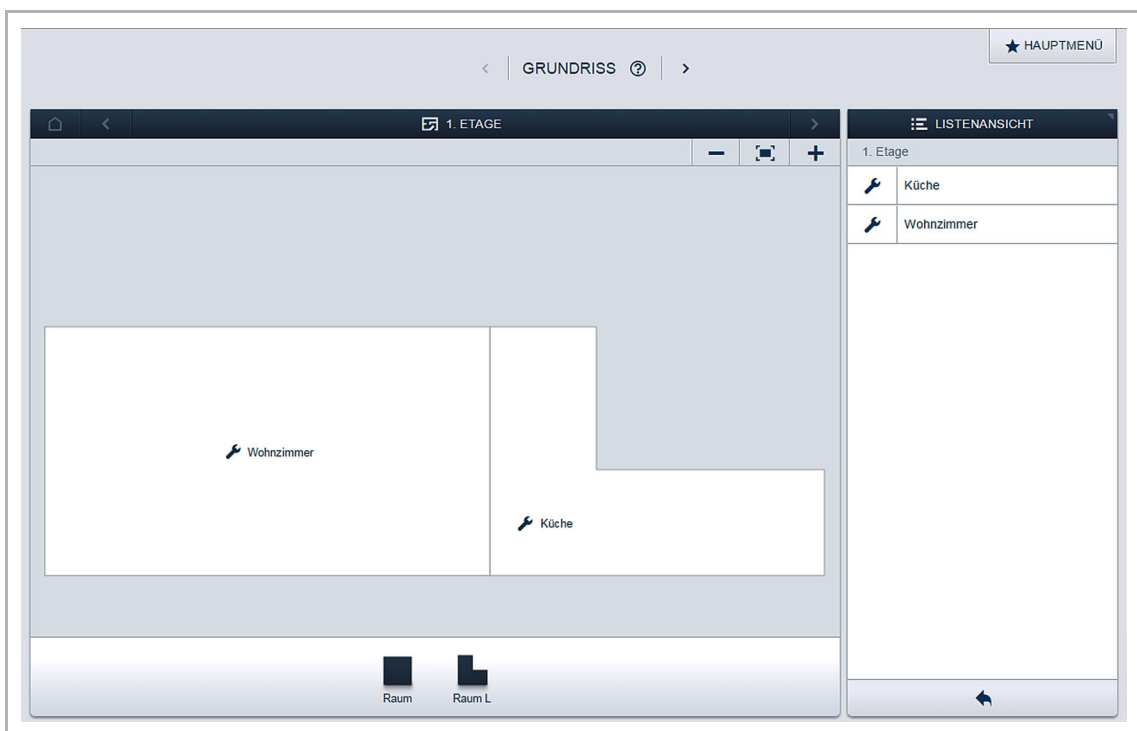 HAUPTMENÜ
GRUNDRISS
1. ETAGE
LISTENANSICHT
1. Etage
Küche
Wohnzimmer
Wohnzimmer
Küche
Raum
Raum L